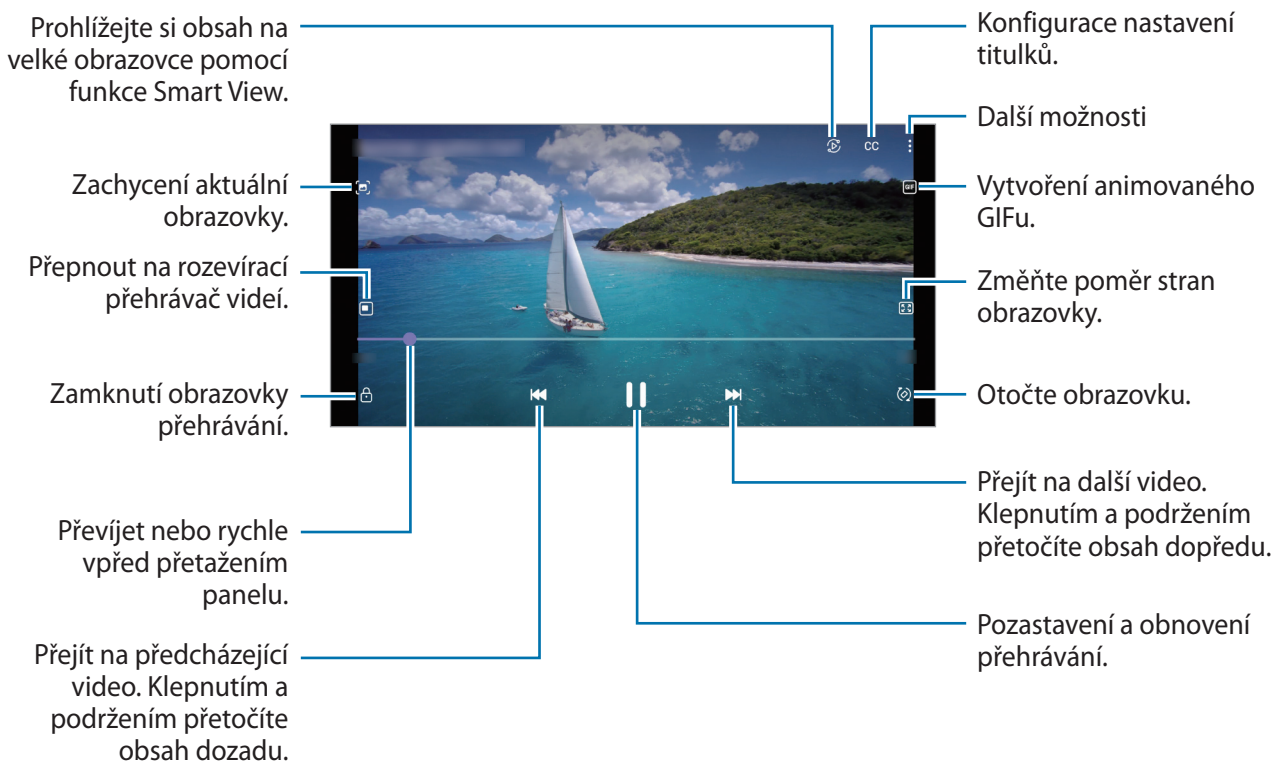 Prohlížejte si obsah na
velké obrazovce pomocí
funkce Smart View.
Konfigurace nastavení
titulků.
Další možnosti
Zachycení aktuální
obrazovky.
Vytvoření animovaného
GIFu.
Přepnout na rozevírací
přehrávač videí.
Změňte poměr stran
obrazovky.
Zamknutí obrazovky
přehrávání.
Otočte obrazovku.
Převíjet nebo rychle
vpřed přetažením
panelu.
Přejít na další video.
Klepnutím a podržením
přetočíte obsah dopředu.
Přejít na předcházející
video. Klepnutím a
podržením přetočíte
obsah dozadu.
Pozastavení a obnovení
přehrávání.
CC
GIF